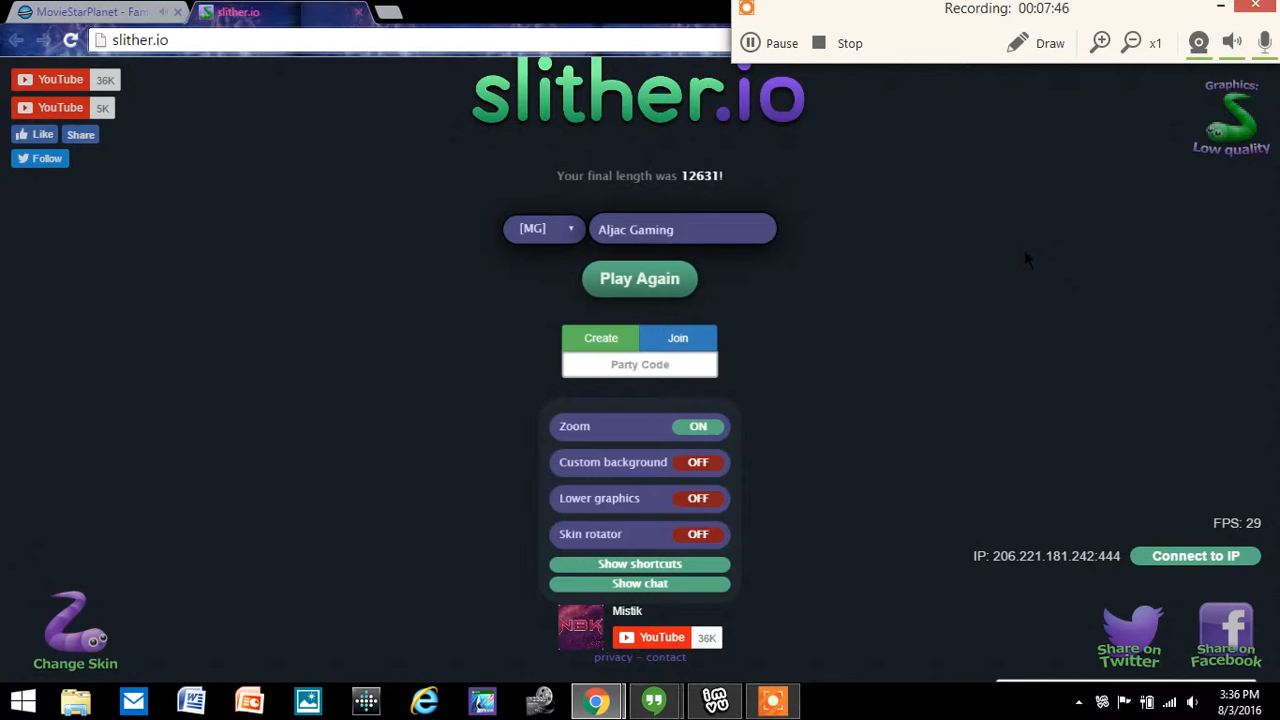 MovieStarPlanet - Fam
slither.io
Recording: 00:07:46
slither.io
Pause
Stop
Draw
x1
YouTube 36K
YouTube 5K
Like Share
Follow
slither.io
Graphics:
Low quality
Your final length was 12631!
[MG]
Aljac Gaming
Play Again
Create
Join
Party Code
Zoom ON
Custom background OFF
Lower graphics OFF
Skin rotator OFF
Show shortcuts
Show chat
FPS: 29
IP: 206.221.181.242:444
Connect to IP
NBK
Mistik
YouTube 36K
privacy – contact
Change Skin
Share on
Twitter
Share on
Facebook
3:36 PM
8/3/2016